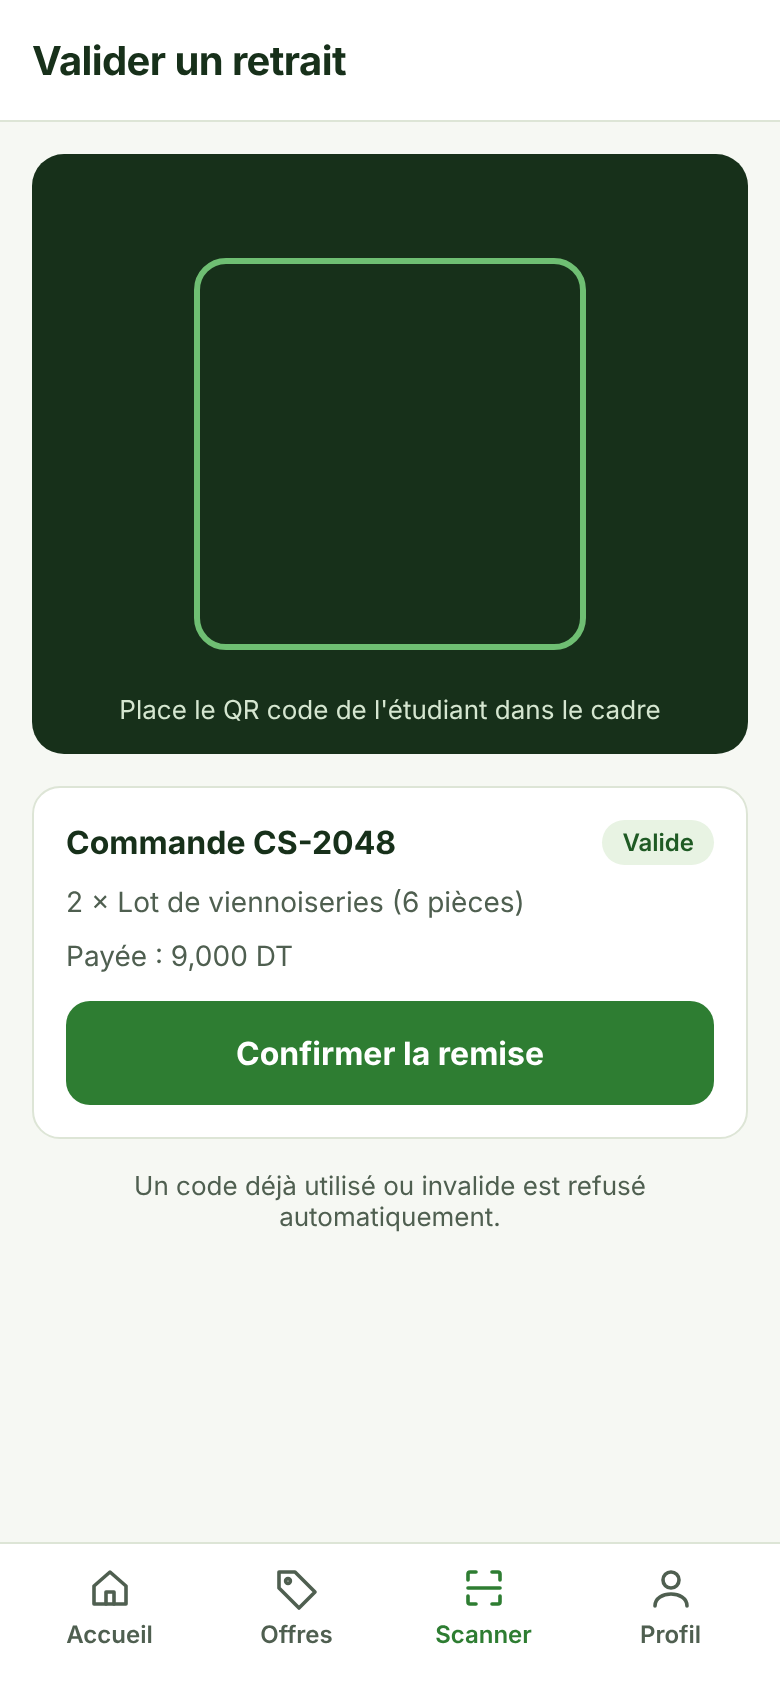 Valider un retrait
Place le QR code de l'étudiant dans le cadre
Commande CS-2048
Valide
2 × Lot de viennoiseries (6 pièces)
Payée : 9,000 DT
Confirmer la remise
Un code déjà utilisé ou invalide est refusé
automatiquement.
Accueil
Offres
Scanner
Profil